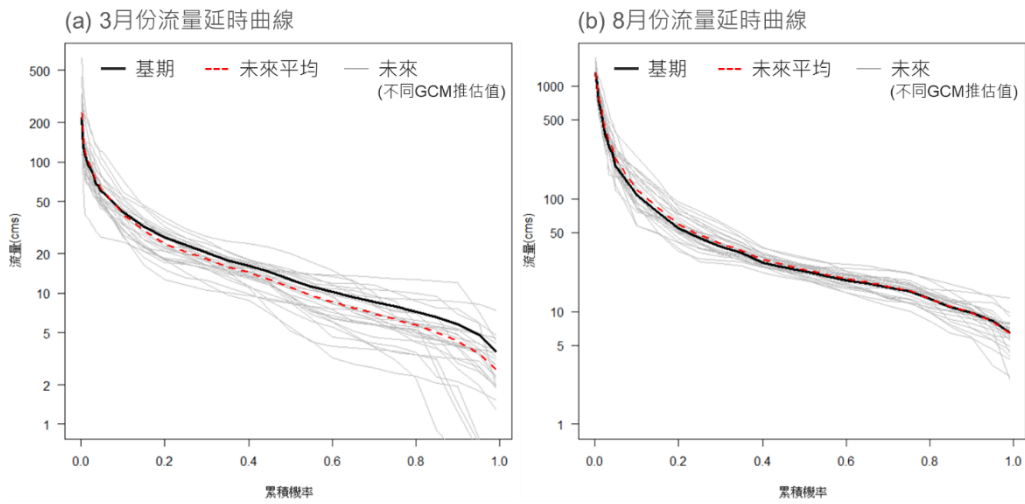 (a) 3月份流量延時曲線
基期 未來平均 未來
(不同GCM推估值)
500
200
100
50
20
10
5
2
1
流量(cms)
0.0 0.2 0.4 0.6 0.8 1.0
累積機率
(b) 8月份流量延時曲線
基期 未來平均 未來
(不同GCM推估值)
1000
500
100
50
10
5
1
流量(cms)
0.0 0.2 0.4 0.6 0.8 1.0
累積機率